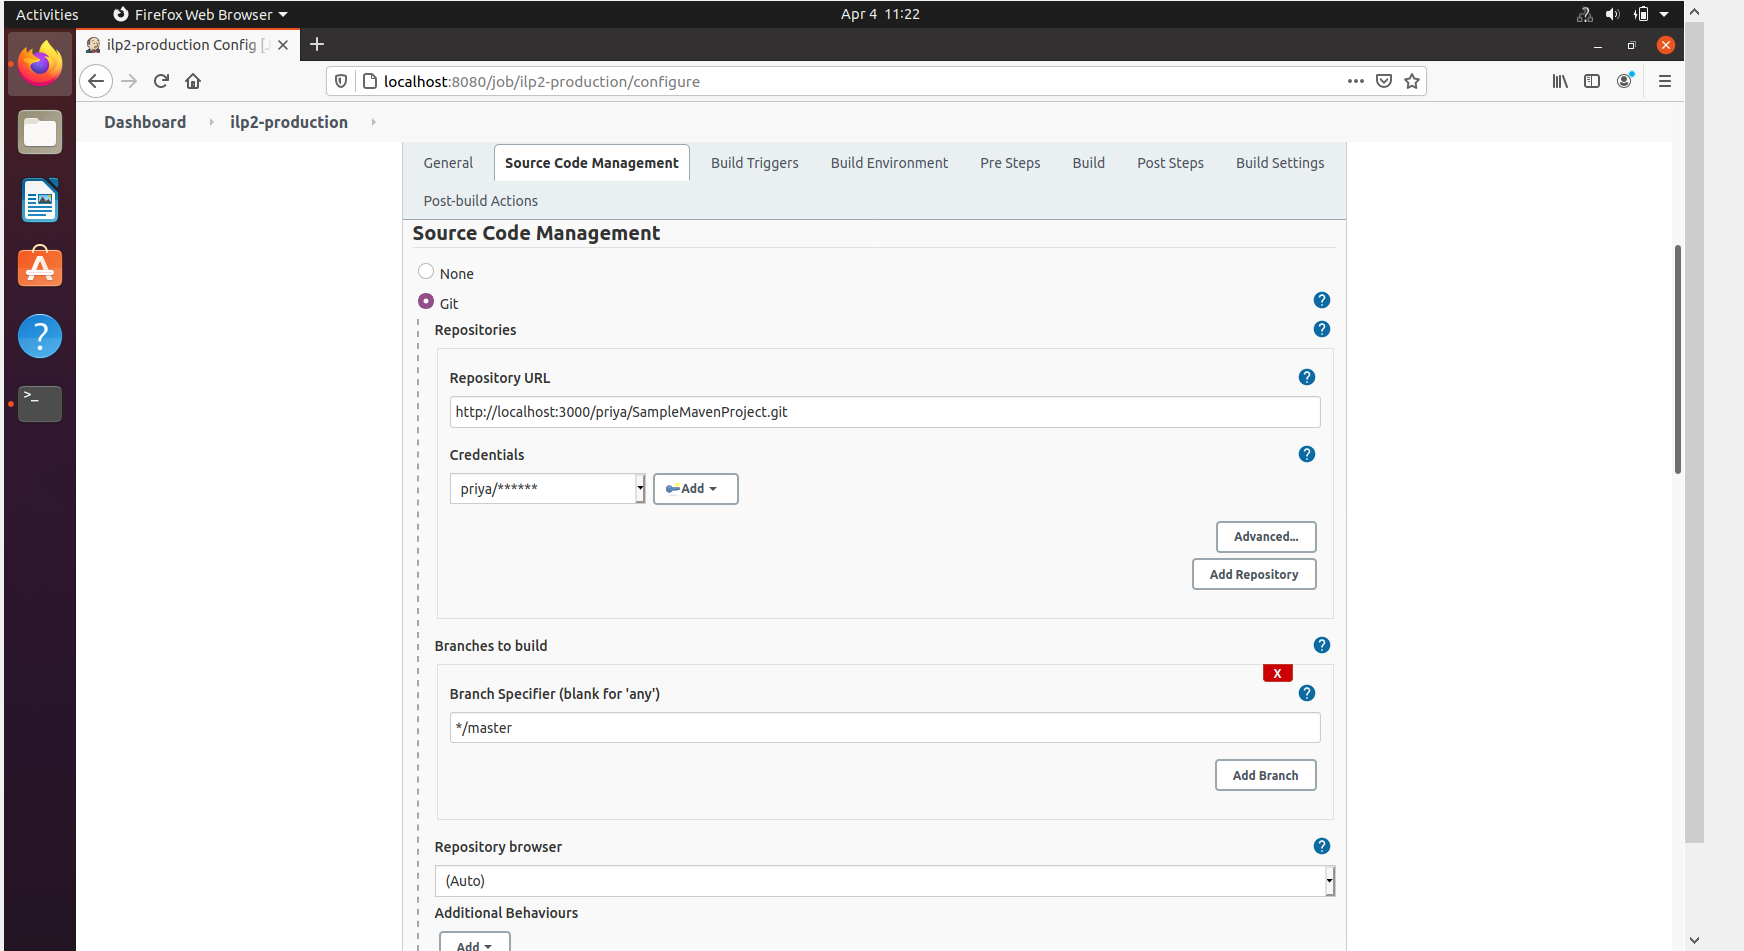 Activities Firefox Web Browser Apr 4 11:22
ilp2-production Config [
localhost:8080/job/ilp2-production/configure
Dashboard ilp2-production
General Source Code Management Build Triggers Build Environment Pre Steps Build Post Steps Build Settings
Post-build Actions
Source Code Management
None
Git
Repositories
Repository URL
http://localhost:3000/priya/SampleMavenProject.git
Credentials
priya/******
Add
Advanced...
Add Repository
Branches to build
X
Branch Specifier (blank for 'any')
*/master
Add Branch
Repository browser
(Auto)
Additional Behaviours
Add